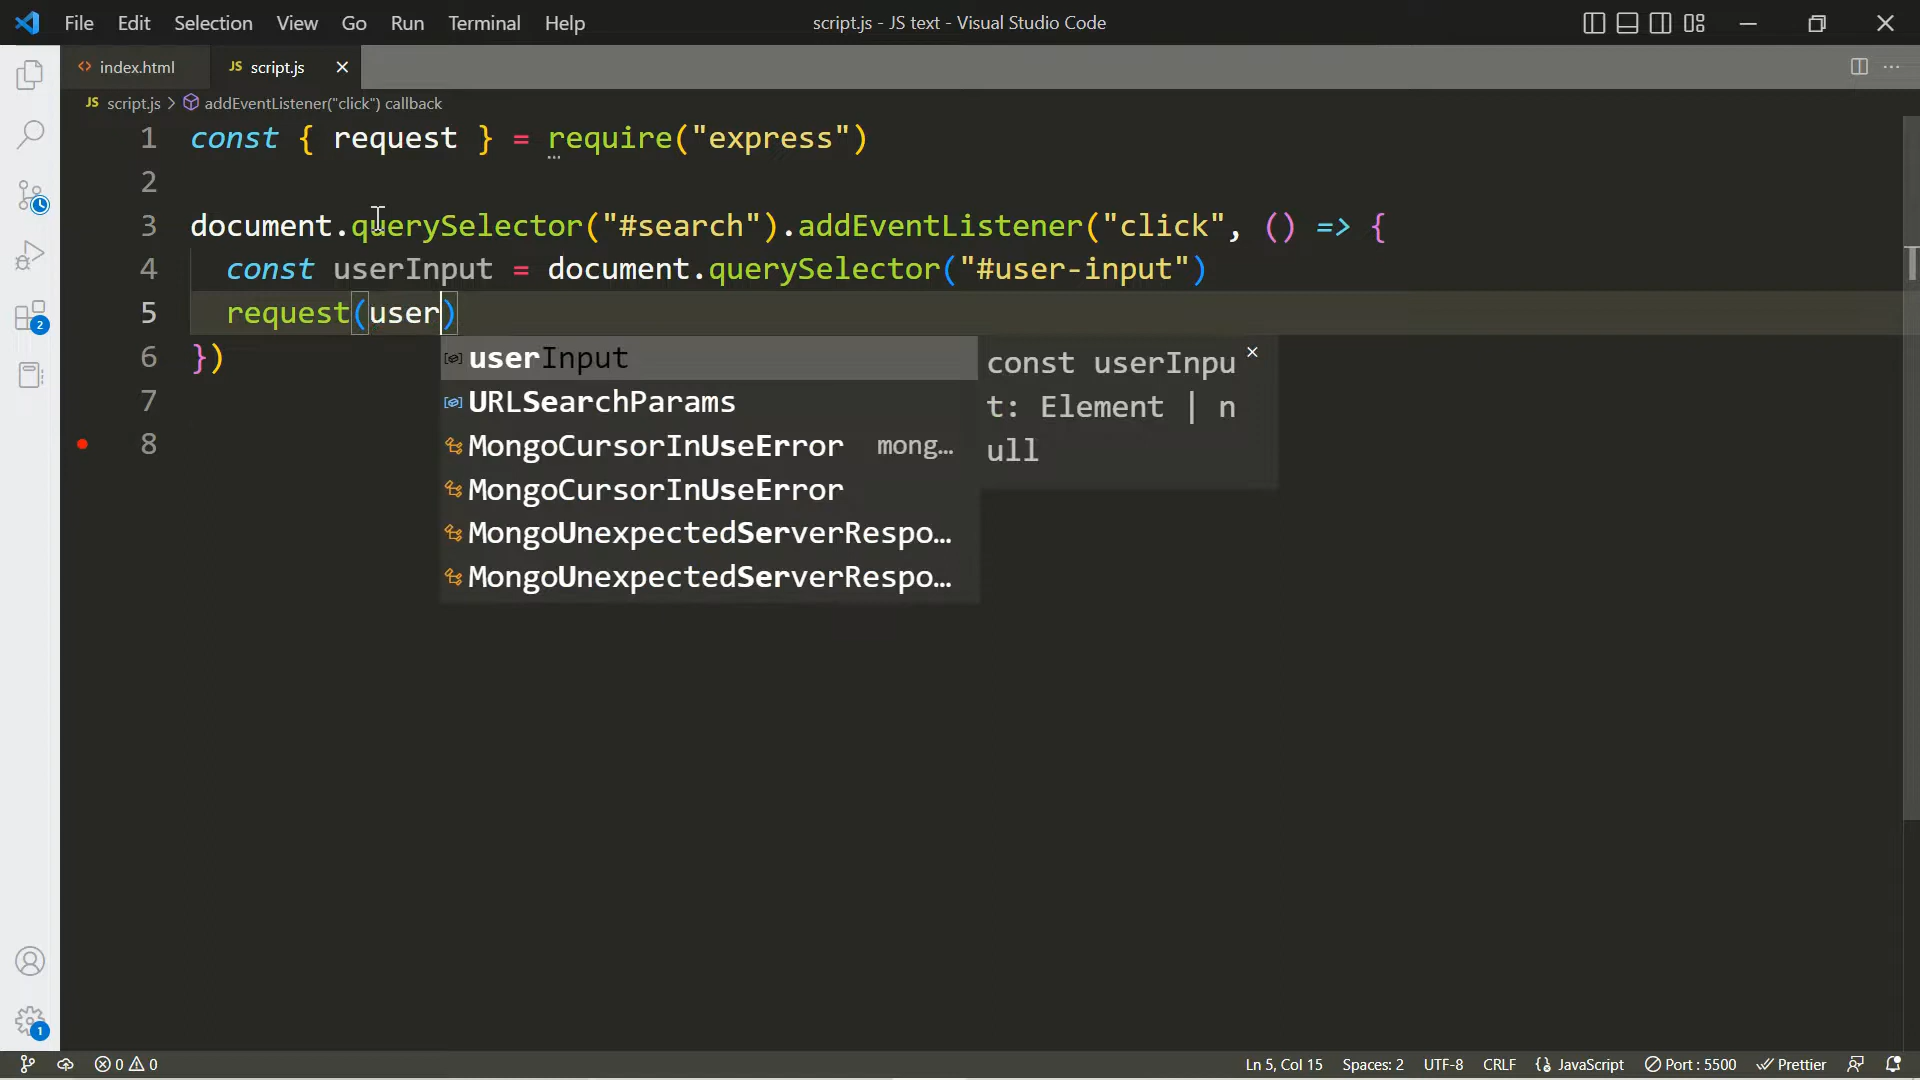 File Edit Selection View Go Run Terminal Help script.js - JS text - Visual Studio Code
index.html JS script.js
JS script.js > addEventListener("click") callback
1 const { request } = require("express")
2
3 document.querySelector("#search").addEventListener("click", () => {
4 const userInput = document.querySelector("#user-input")
5 request(user)
6 })
7
8
userInput
URLSearchParams
MongoCursorInUseError mong…
MongoCursorInUseError
MongoUnexpectedServerRespo…
MongoUnexpectedServerRespo…
const userInpu
t: Element | n
ull
2
1
0 0 Ln 5, Col 15 Spaces: 2 UTF-8 CRLF {} JavaScript Port : 5500 Prettier